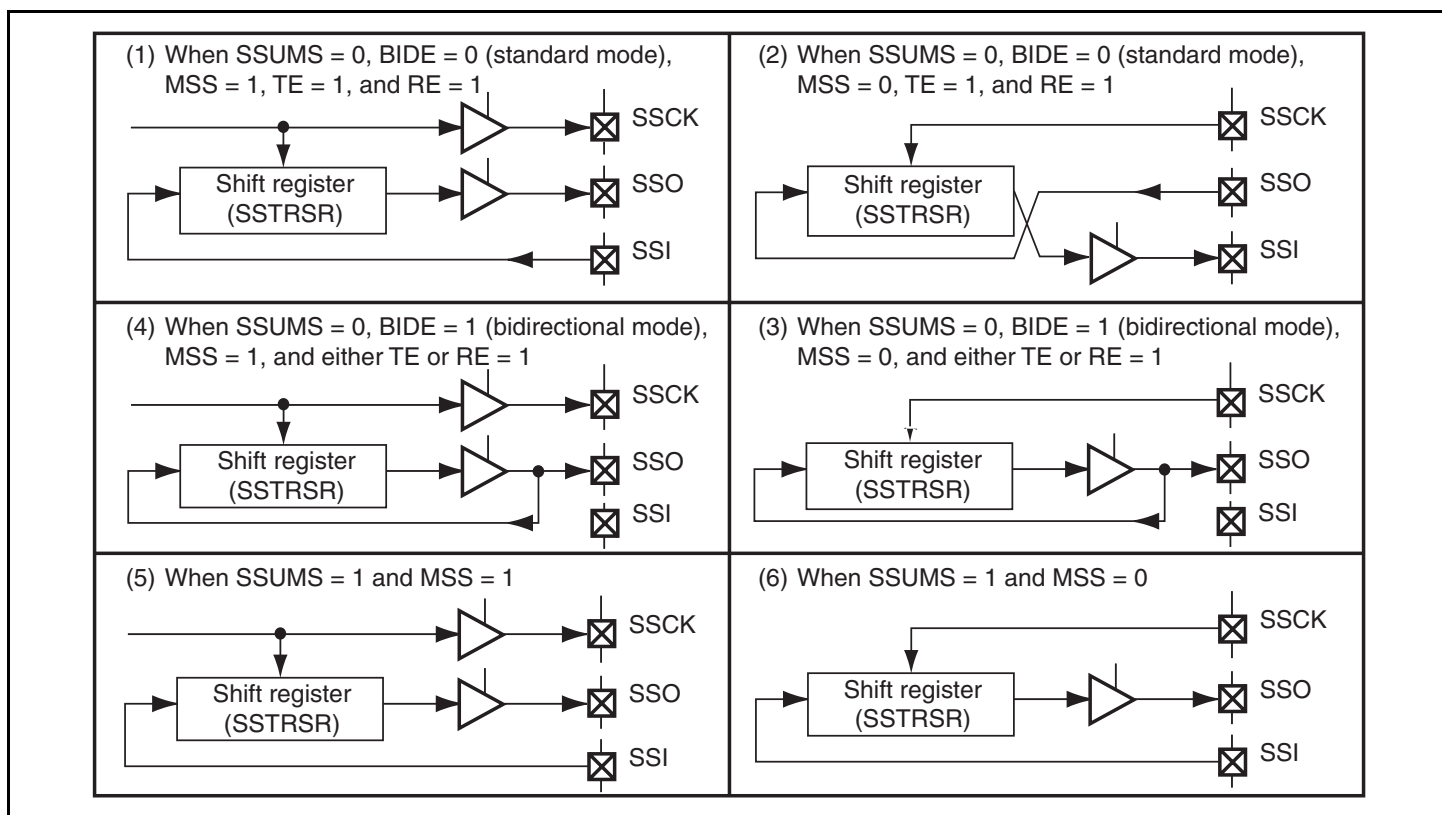 (1) When SSUMS = 0, BIDE = 0 (standard mode),
MSS = 1, TE = 1, and RE = 1
SSCK
Shift register
(SSTRSR)
SSO
SSI
(2) When SSUMS = 0, BIDE = 0 (standard mode),
MSS = 0, TE = 1, and RE = 1
SSCK
Shift register
(SSTRSR)
SSO
SSI
(4) When SSUMS = 0, BIDE = 1 (bidirectional mode),
MSS = 1, and either TE or RE = 1
SSCK
Shift register
(SSTRSR)
SSO
SSI
(3) When SSUMS = 0, BIDE = 1 (bidirectional mode),
MSS = 0, and either TE or RE = 1
SSCK
Shift register
(SSTRSR)
SSO
SSI
(5) When SSUMS = 1 and MSS = 1
SSCK
Shift register
(SSTRSR)
SSO
SSI
(6) When SSUMS = 1 and MSS = 0
SSCK
Shift register
(SSTRSR)
SSO
SSI